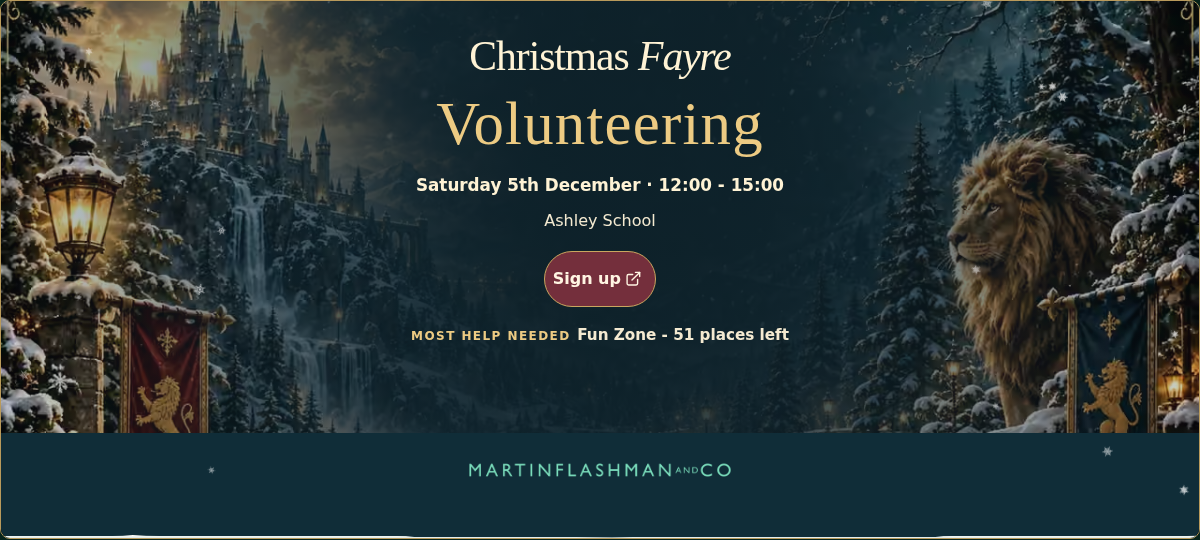 Christmas Fayre
Volunteering
Saturday 5th December · 12:00 - 15:00
Ashley School
Sign up
MOST HELP NEEDED Fun Zone - 51 places left
MARTINFLASHMANANDCO